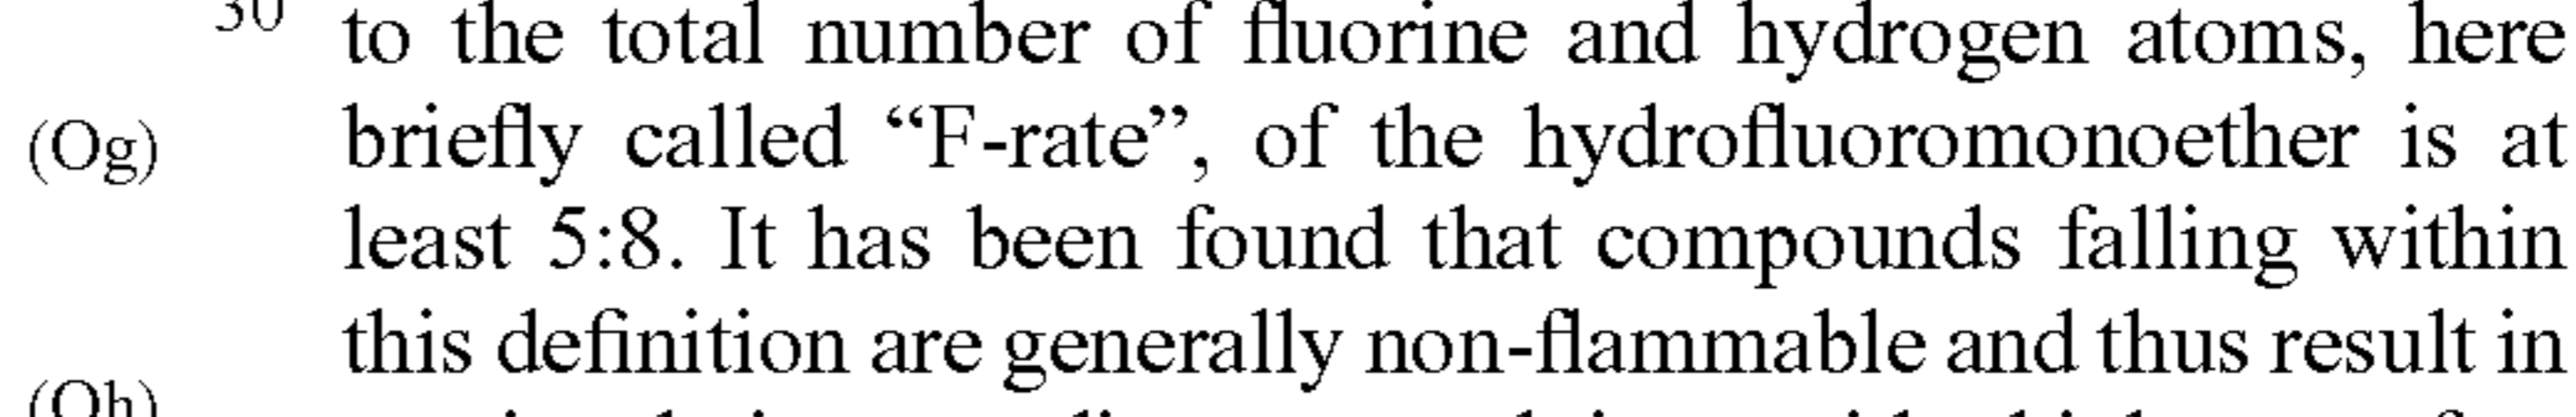 30 to the total number of fluorine and hydrogen atoms, here
(Og) briefly called “F-rate”, of the hydrofluoromonoether is at
least 5:8. It has been found that compounds falling within
this definition are generally non-flammable and thus result in
(Oh)